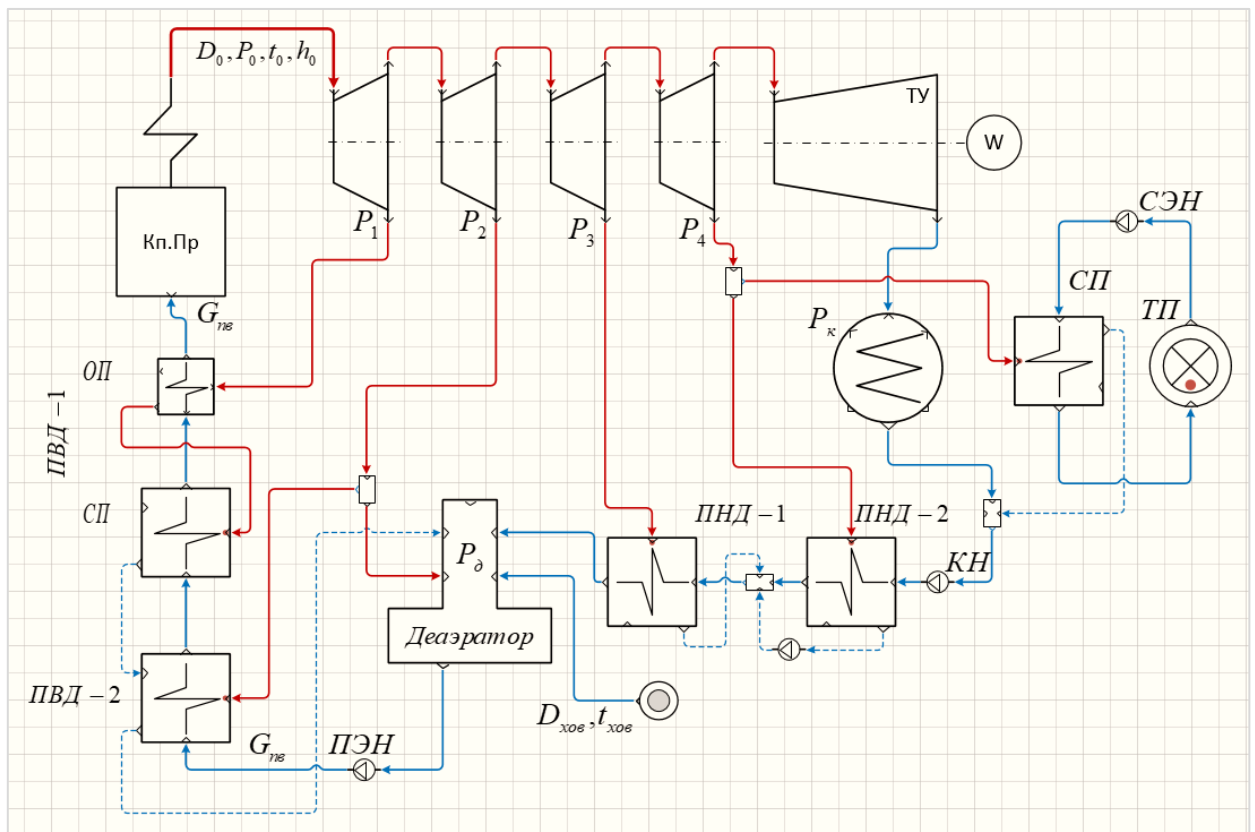 D₀, P₀, t₀, h₀
ТУ
W
P₁
P₂
P₃
P₄
СЭН
Кп.Пр
СП
ТП
Pк
Gпв
ОП
ПВД-1
СП
ПНД-1
ПНД-2
Pд
КН
Деаэратор
ПВД-2
Dхов, tхов
Gпв
ПЭН